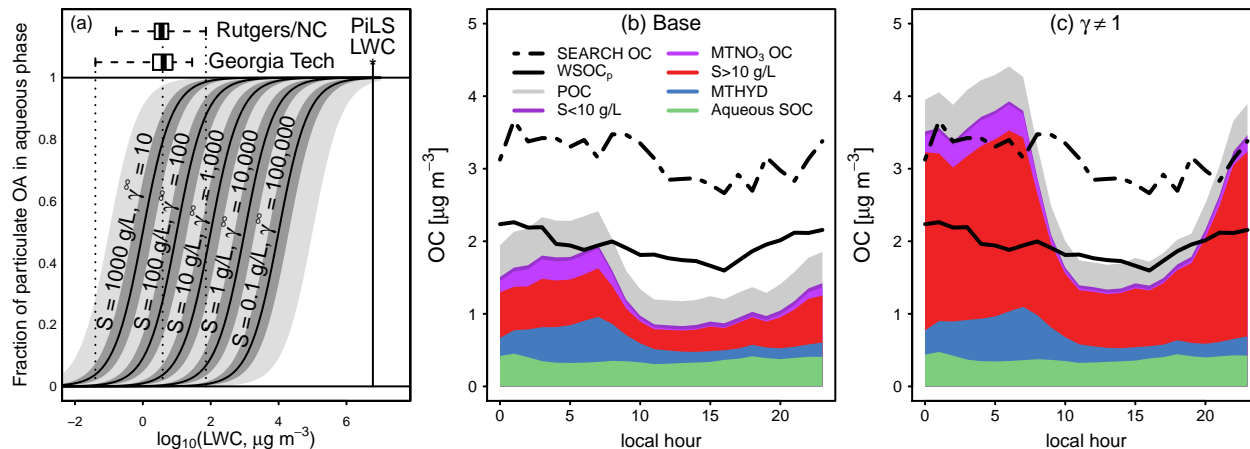 (a)
Rutgers/NC
Georgia Tech
PiLS
LWC
*
S = 1000 g/L, γ∞ = 10
S = 100 g/L, γ∞ = 100
S = 10 g/L, γ∞ = 1,000
S = 1 g/L, γ∞ = 10,000
S = 0.1 g/L, γ∞ = 100,000
Fraction of particulate OA in aqueous phase
1
0.8
0.6
0.4
0.2
0
−2 0 2 4 6
log₁₀(LWC, μg m⁻³)
(b) Base
SEARCH OC
WSOCₚ
POC
S<10 g/L
MTNO₃ OC
S>10 g/L
MTHYD
Aqueous SOC
OC [μg m⁻³]
5
4
3
2
1
0
0 5 10 15 20
local hour
(c) γ ≠ 1
OC [μg m⁻³]
5
4
3
2
1
0
0 5 10 15 20
local hour